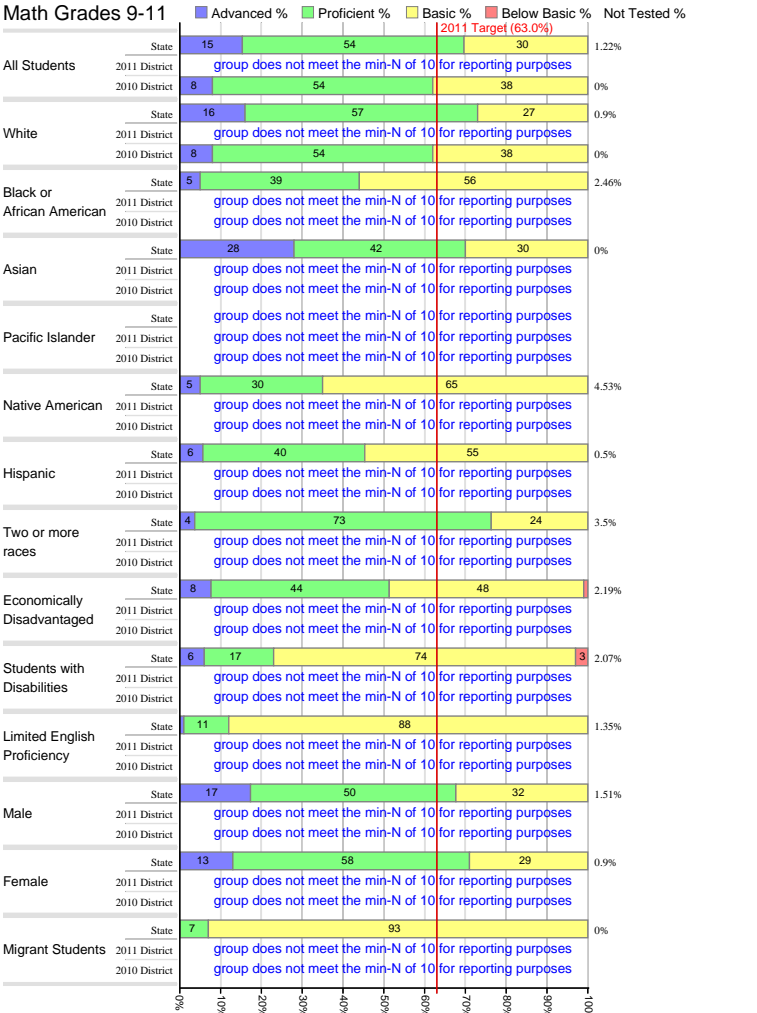 Math Grades 9-11 Advanced % Proficient % Basic % Below Basic % Not Tested %
2011 Target (63.0%)
All Students
State 15 54 30 1.22%
2011 District group does not meet the min-N of 10 for reporting purposes
2010 District 8 54 38 0%
White
State 16 57 27 0.9%
2011 District group does not meet the min-N of 10 for reporting purposes
2010 District 8 54 38 0%
Black or
African American
State 5 39 56 2.46%
2011 District group does not meet the min-N of 10 for reporting purposes
2010 District group does not meet the min-N of 10 for reporting purposes
Asian
State 28 42 30 0%
2011 District group does not meet the min-N of 10 for reporting purposes
2010 District group does not meet the min-N of 10 for reporting purposes
Pacific Islander
State group does not meet the min-N of 10 for reporting purposes
2011 District group does not meet the min-N of 10 for reporting purposes
2010 District group does not meet the min-N of 10 for reporting purposes
Native American
State 5 30 65 4.53%
2011 District group does not meet the min-N of 10 for reporting purposes
2010 District group does not meet the min-N of 10 for reporting purposes
Hispanic
State 6 40 55 0.5%
2011 District group does not meet the min-N of 10 for reporting purposes
2010 District group does not meet the min-N of 10 for reporting purposes
Two or more
races
State 4 73 24 3.5%
2011 District group does not meet the min-N of 10 for reporting purposes
2010 District group does not meet the min-N of 10 for reporting purposes
Economically
Disadvantaged
State 8 44 48 2.19%
2011 District group does not meet the min-N of 10 for reporting purposes
2010 District group does not meet the min-N of 10 for reporting purposes
Students with
Disabilities
State 6 17 74 3 2.07%
2011 District group does not meet the min-N of 10 for reporting purposes
2010 District group does not meet the min-N of 10 for reporting purposes
Limited English
Proficiency
State 11 88 1.35%
2011 District group does not meet the min-N of 10 for reporting purposes
2010 District group does not meet the min-N of 10 for reporting purposes
Male
State 17 50 32 1.51%
2011 District group does not meet the min-N of 10 for reporting purposes
2010 District group does not meet the min-N of 10 for reporting purposes
Female
State 13 58 29 0.9%
2011 District group does not meet the min-N of 10 for reporting purposes
2010 District group does not meet the min-N of 10 for reporting purposes
Migrant Students
State 7 93 0%
2011 District group does not meet the min-N of 10 for reporting purposes
2010 District group does not meet the min-N of 10 for reporting purposes
0% 10% 20% 30% 40% 50% 60% 70% 80% 90% 100